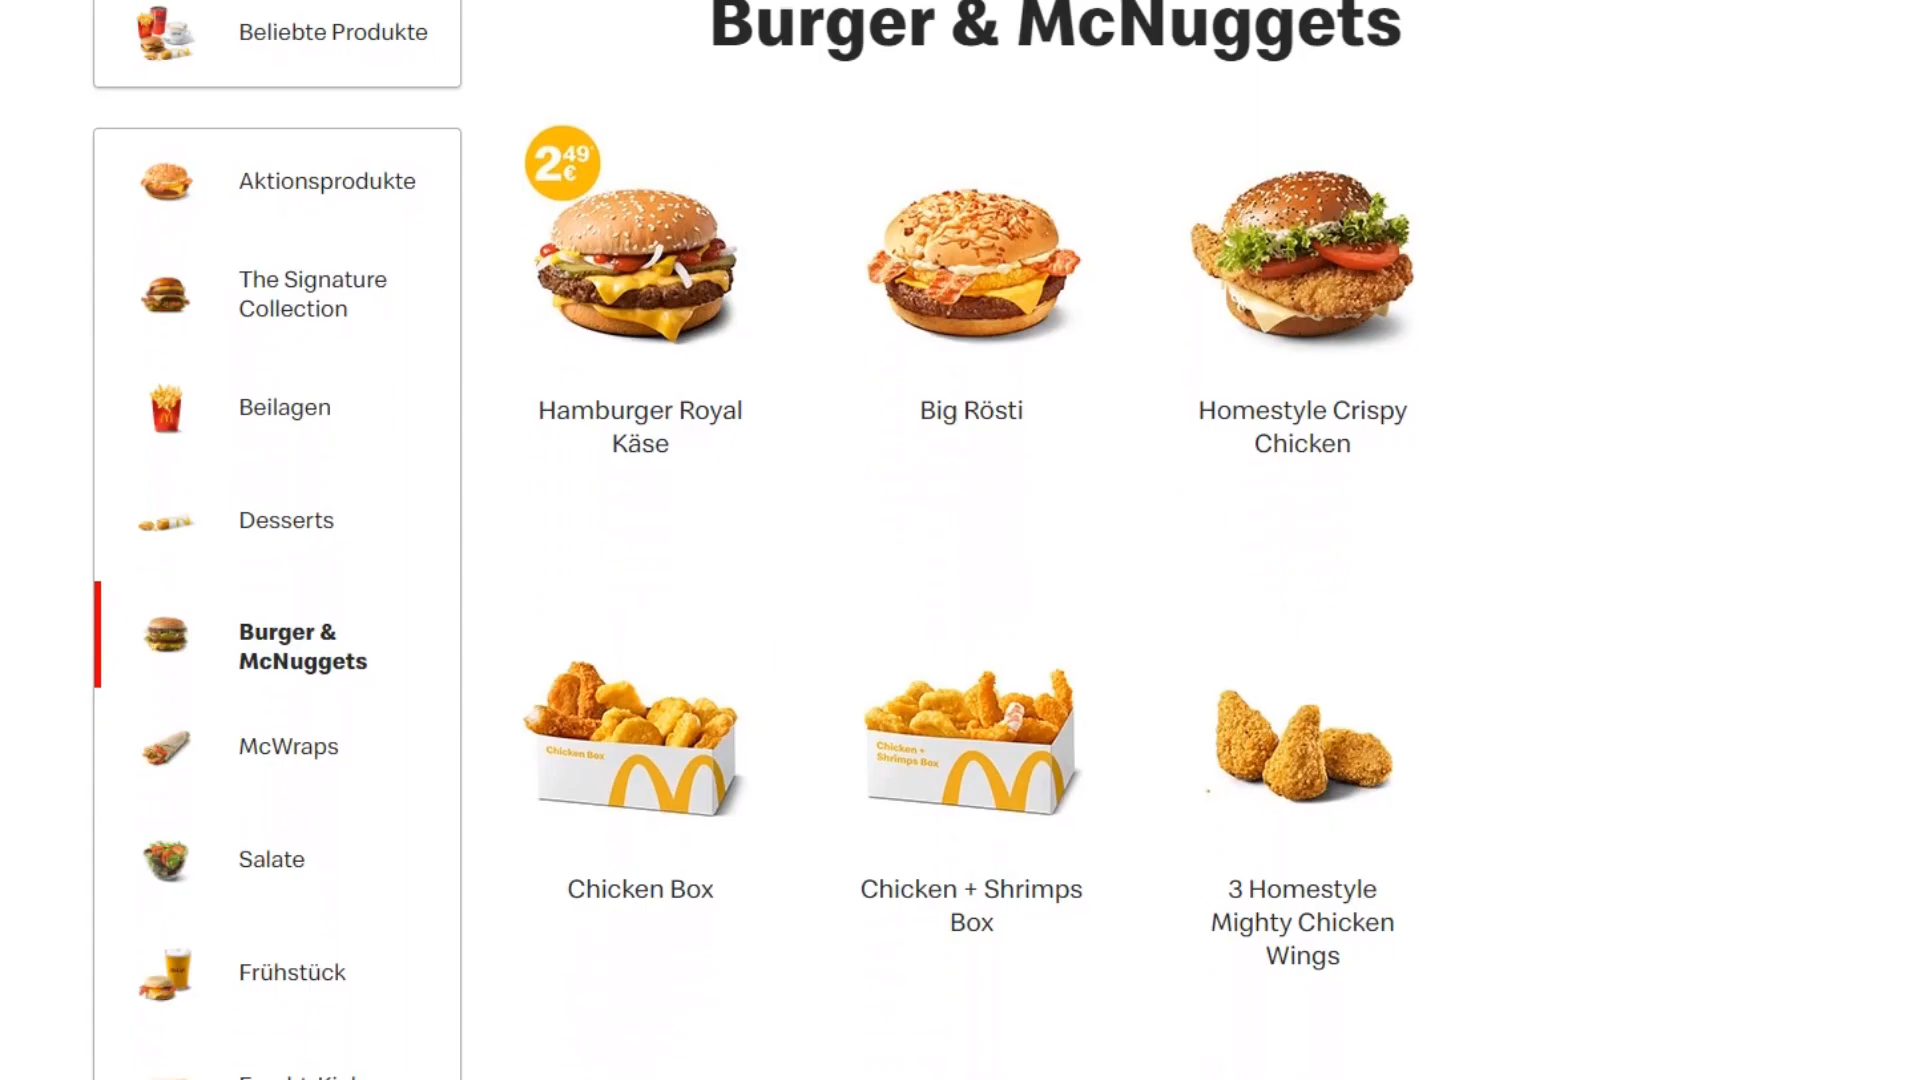 Beliebte Produkte
Burger & McNuggets
Aktionsprodukte
The Signature
Collection
Beilagen
Desserts
Burger &
McNuggets
McWraps
Salate
Frühstück
2 49*
€
Hamburger Royal
Käse
Big Rösti
Homestyle Crispy
Chicken
Chicken Box
Chicken Box
Chicken +
Shrimps Box
Chicken + Shrimps
Box
3 Homestyle
Mighty Chicken
Wings